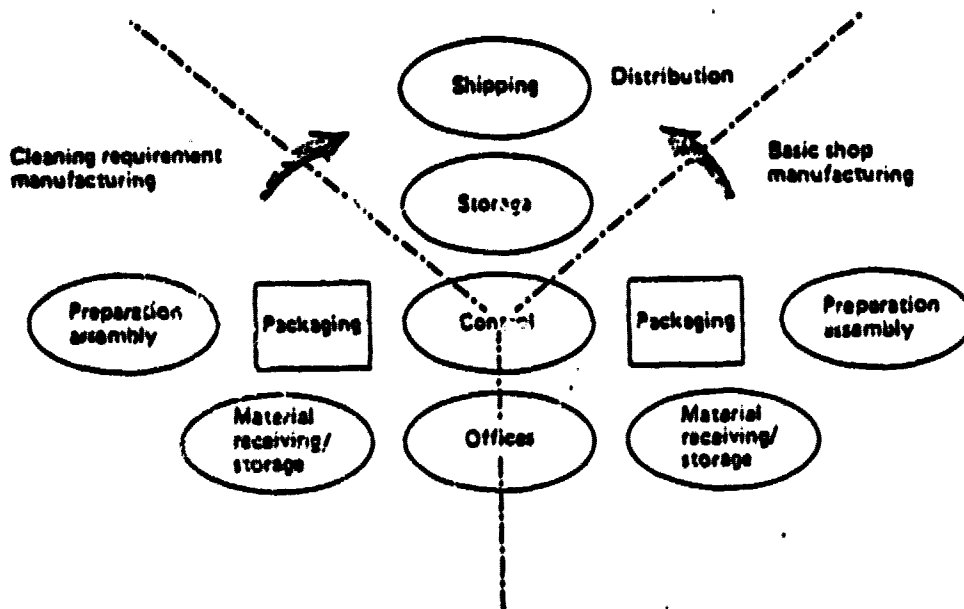 Shipping
Distribution
Cleaning requirement
manufacturing
Basic shop
manufacturing
Storage
Preparation
assembly
Packaging
Control
Packaging
Preparation
assembly
Material
receiving/
storage
Offices
Material
receiving/
storage